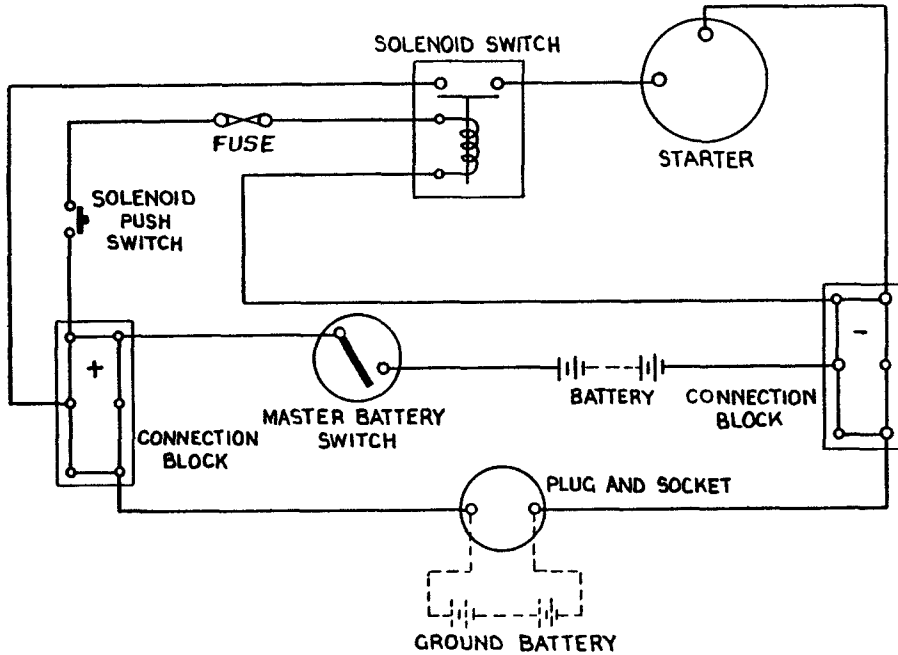 SOLENOID SWITCH
FUSE
STARTER
SOLENOID
PUSH
SWITCH
+
-
MASTER BATTERY
SWITCH
BATTERY
CONNECTION
BLOCK
CONNECTION
BLOCK
PLUG AND SOCKET
GROUND BATTERY